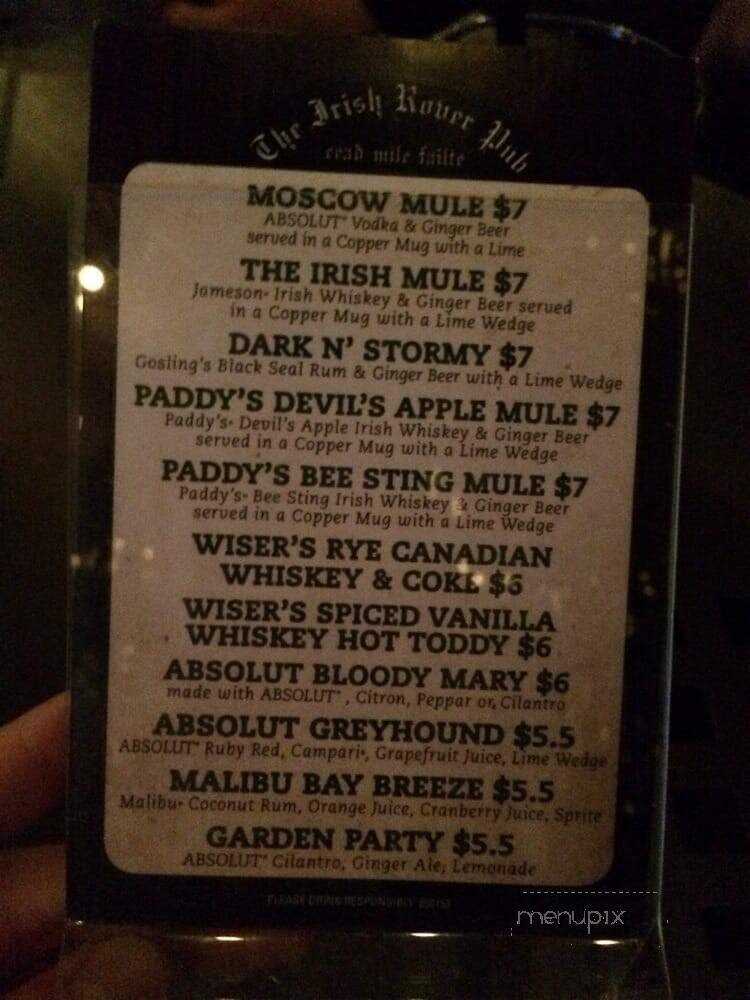 The Irish Rover Pub
cead mile failte
MOSCOW MULE $7
ABSOLUT® Vodka & Ginger Beer
served in a Copper Mug with a Lime
THE IRISH MULE $7
Jameson® Irish Whiskey & Ginger Beer served
in a Copper Mug with a Lime Wedge
DARK N' STORMY $7
Gosling's Black Seal Rum & Ginger Beer with a Lime Wedge
PADDY'S DEVIL'S APPLE MULE $7
Paddy's® Devil's Apple Irish Whiskey & Ginger Beer
served in a Copper Mug with a Lime Wedge
PADDY'S BEE STING MULE $7
Paddy's® Bee Sting Irish Whiskey & Ginger Beer
served in a Copper Mug with a Lime Wedge
WISER'S RYE CANADIAN
WHISKEY & COKE $6
WISER'S SPICED VANILLA
WHISKEY HOT TODDY $6
ABSOLUT BLOODY MARY $6
made with ABSOLUT®, Citron, Peppar or Cilantro
ABSOLUT GREYHOUND $5.5
ABSOLUT® Ruby Red, Campari®, Grapefruit Juice, Lime Wedge
MALIBU BAY BREEZE $5.5
Malibu® Coconut Rum, Orange Juice, Cranberry Juice, Sprite
GARDEN PARTY $5.5
ABSOLUT® Cilantro, Ginger Ale, Lemonade
PLEASE DRINK RESPONSIBLY
menupix